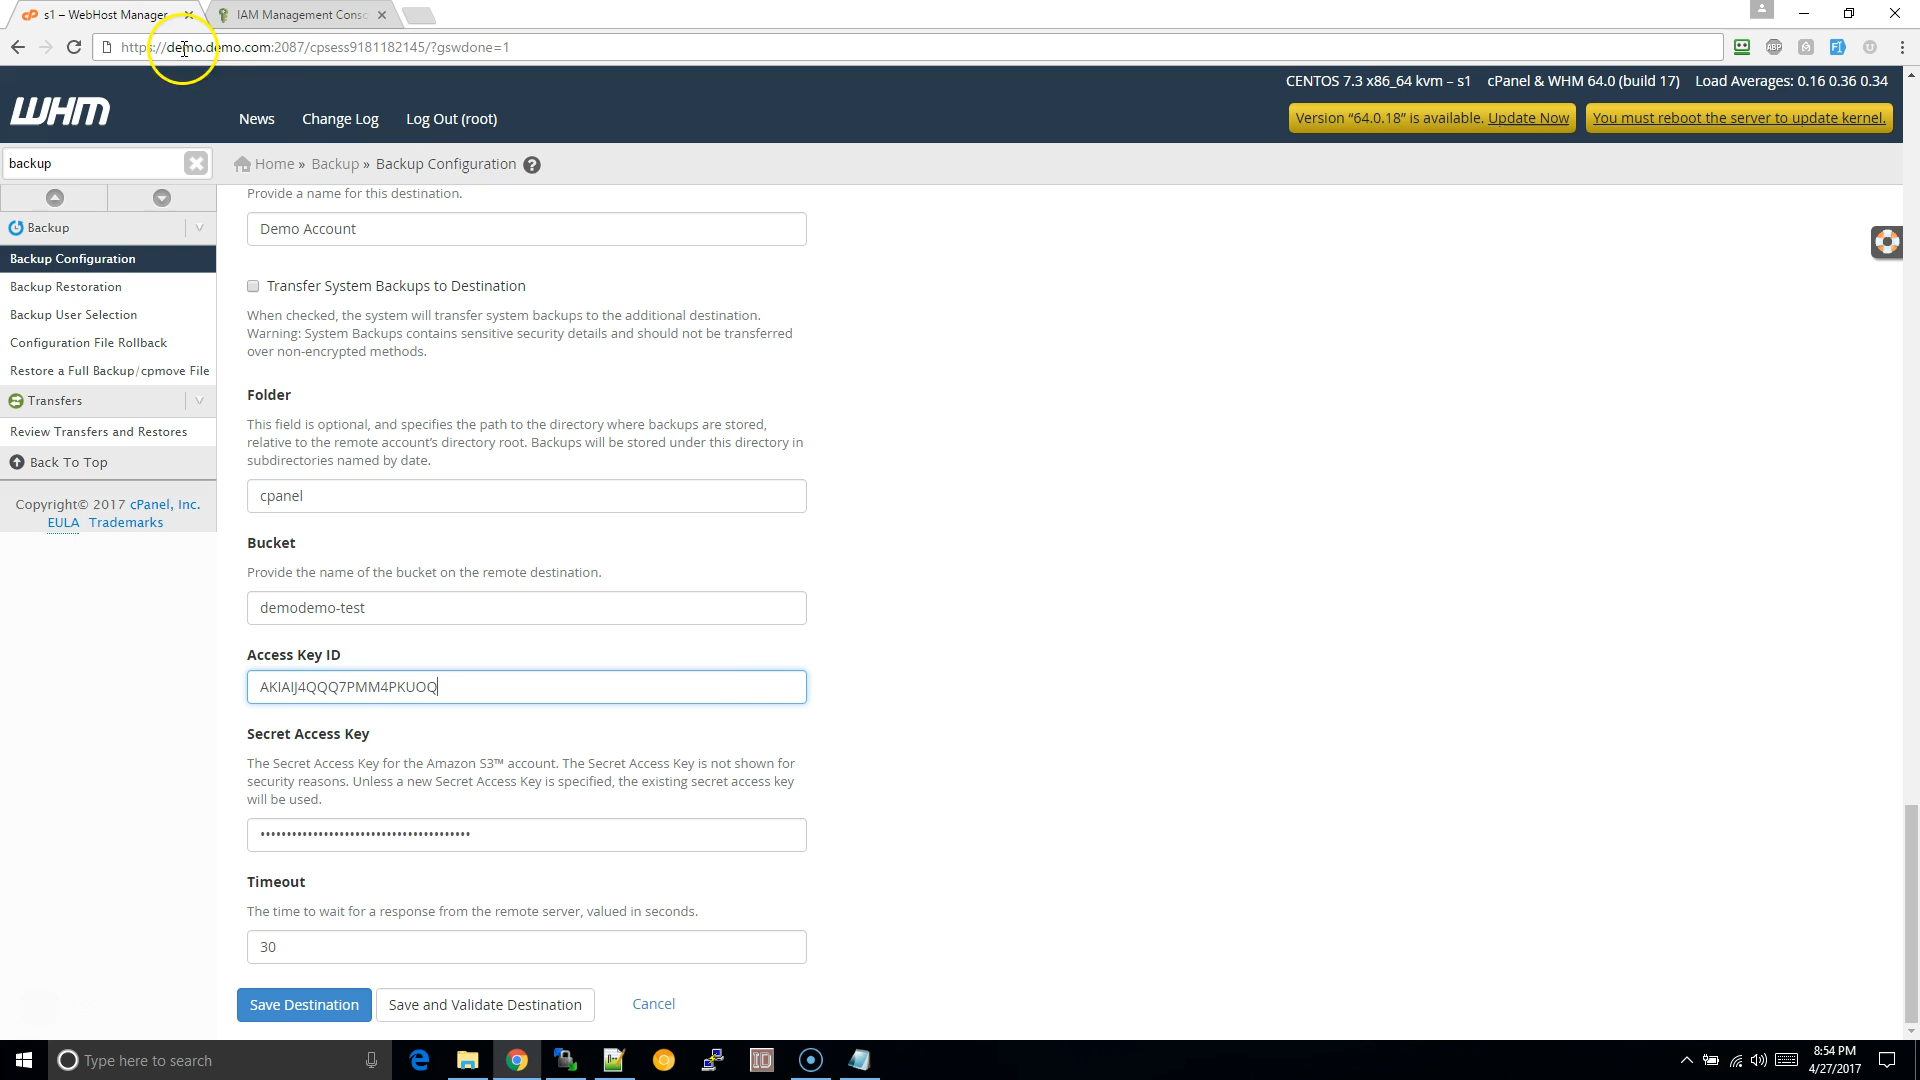 s1 – WebHost Manager
IAM Management Conso
https://demo.demo.com:2087/cpsess9181182145/?gswdone=1
CENTOS 7.3 x86_64 kvm – s1 cPanel & WHM 64.0 (build 17) Load Averages: 0.16 0.36 0.34
WHM
News Change Log Log Out (root)
Version “64.0.18” is available. Update Now
You must reboot the server to update kernel.
backup
Home » Backup » Backup Configuration
Backup
Backup Configuration
Backup Restoration
Backup User Selection
Configuration File Rollback
Restore a Full Backup/cpmove File
Transfers
Review Transfers and Restores
Back To Top
Copyright© 2017 cPanel, Inc.
EULA Trademarks
Provide a name for this destination.
Demo Account
Transfer System Backups to Destination
When checked, the system will transfer system backups to the additional destination.
Warning: System Backups contains sensitive security details and should not be transferred
over non-encrypted methods.
Folder
This field is optional, and specifies the path to the directory where backups are stored,
relative to the remote account’s directory root. Backups will be stored under this directory in
subdirectories named by date.
cpanel
Bucket
Provide the name of the bucket on the remote destination.
demodemo-test
Access Key ID
AKIAIJ4QQQ7PMM4PKUOQ
Secret Access Key
The Secret Access Key for the Amazon S3™ account. The Secret Access Key is not shown for
security reasons. Unless a new Secret Access Key is specified, the existing secret access key
will be used.
Timeout
The time to wait for a response from the remote server, valued in seconds.
30
Save Destination
Save and Validate Destination
Cancel
Type here to search
8:54 PM
4/27/2017